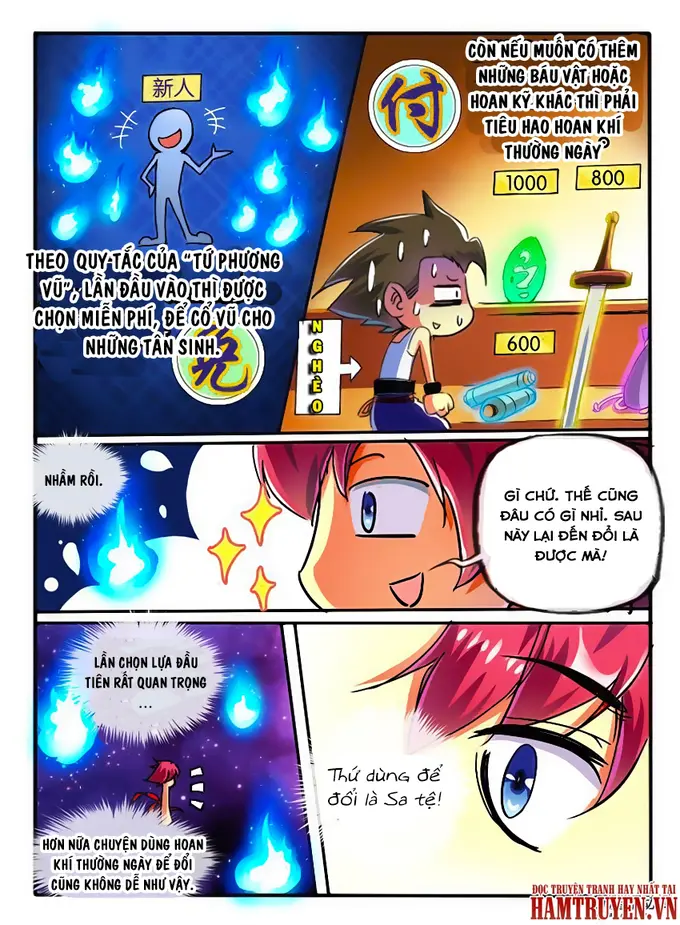 新人
THEO QUY TẮC CỦA "TỨ PHƯƠNG
VŨ", LẦN ĐẦU VÀO THÌ ĐƯỢC
CHỌN MIỄN PHÍ, ĐỂ CỔ VŨ CHO
NHỮNG TÂN SINH.
免
付
CÒN NẾU MUỐN CÓ THÊM
NHỮNG BÁU VẬT HOẶC
HOAN KỸ KHÁC THÌ PHẢI
TIÊU HAO HOAN KHÍ
THƯỜNG NGÀY
1000
800
600
NGHÈO
NHẦM RỒI.
GÌ CHỨ. THẾ CŨNG
ĐÂU CÓ GÌ NHỈ. SAU
NÀY LẠI ĐẾN ĐỔI LÀ
ĐƯỢC MÀ!
LẦN CHỌN LỰA ĐẦU
TIÊN RẤT QUAN TRỌNG
...
Thứ dùng để
đổi là Sa tệ!
HƠN NỮA CHUYỆN DÙNG HOAN
KHÍ THƯỜNG NGÀY ĐỂ ĐỔI
CŨNG KHÔNG DỄ NHƯ VẬY.
ĐỌC TRUYỆN TRANH HAY NHẤT TẠI
HAMTRUYEN.VN